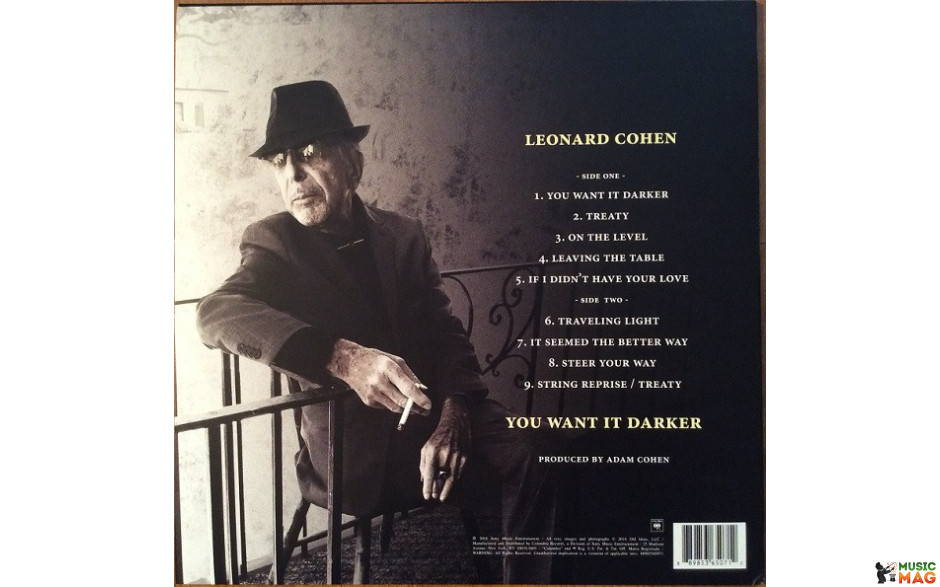 LEONARD COHEN
- SIDE ONE -
1. YOU WANT IT DARKER
2. TREATY
3. ON THE LEVEL
4. LEAVING THE TABLE
5. IF I DIDN'T HAVE YOUR LOVE
- SIDE TWO -
6. TRAVELING LIGHT
7. IT SEEMED THE BETTER WAY
8. STEER YOUR WAY
9. STRING REPRISE / TREATY
YOU WANT IT DARKER
PRODUCED BY ADAM COHEN
MUSIC
MAG